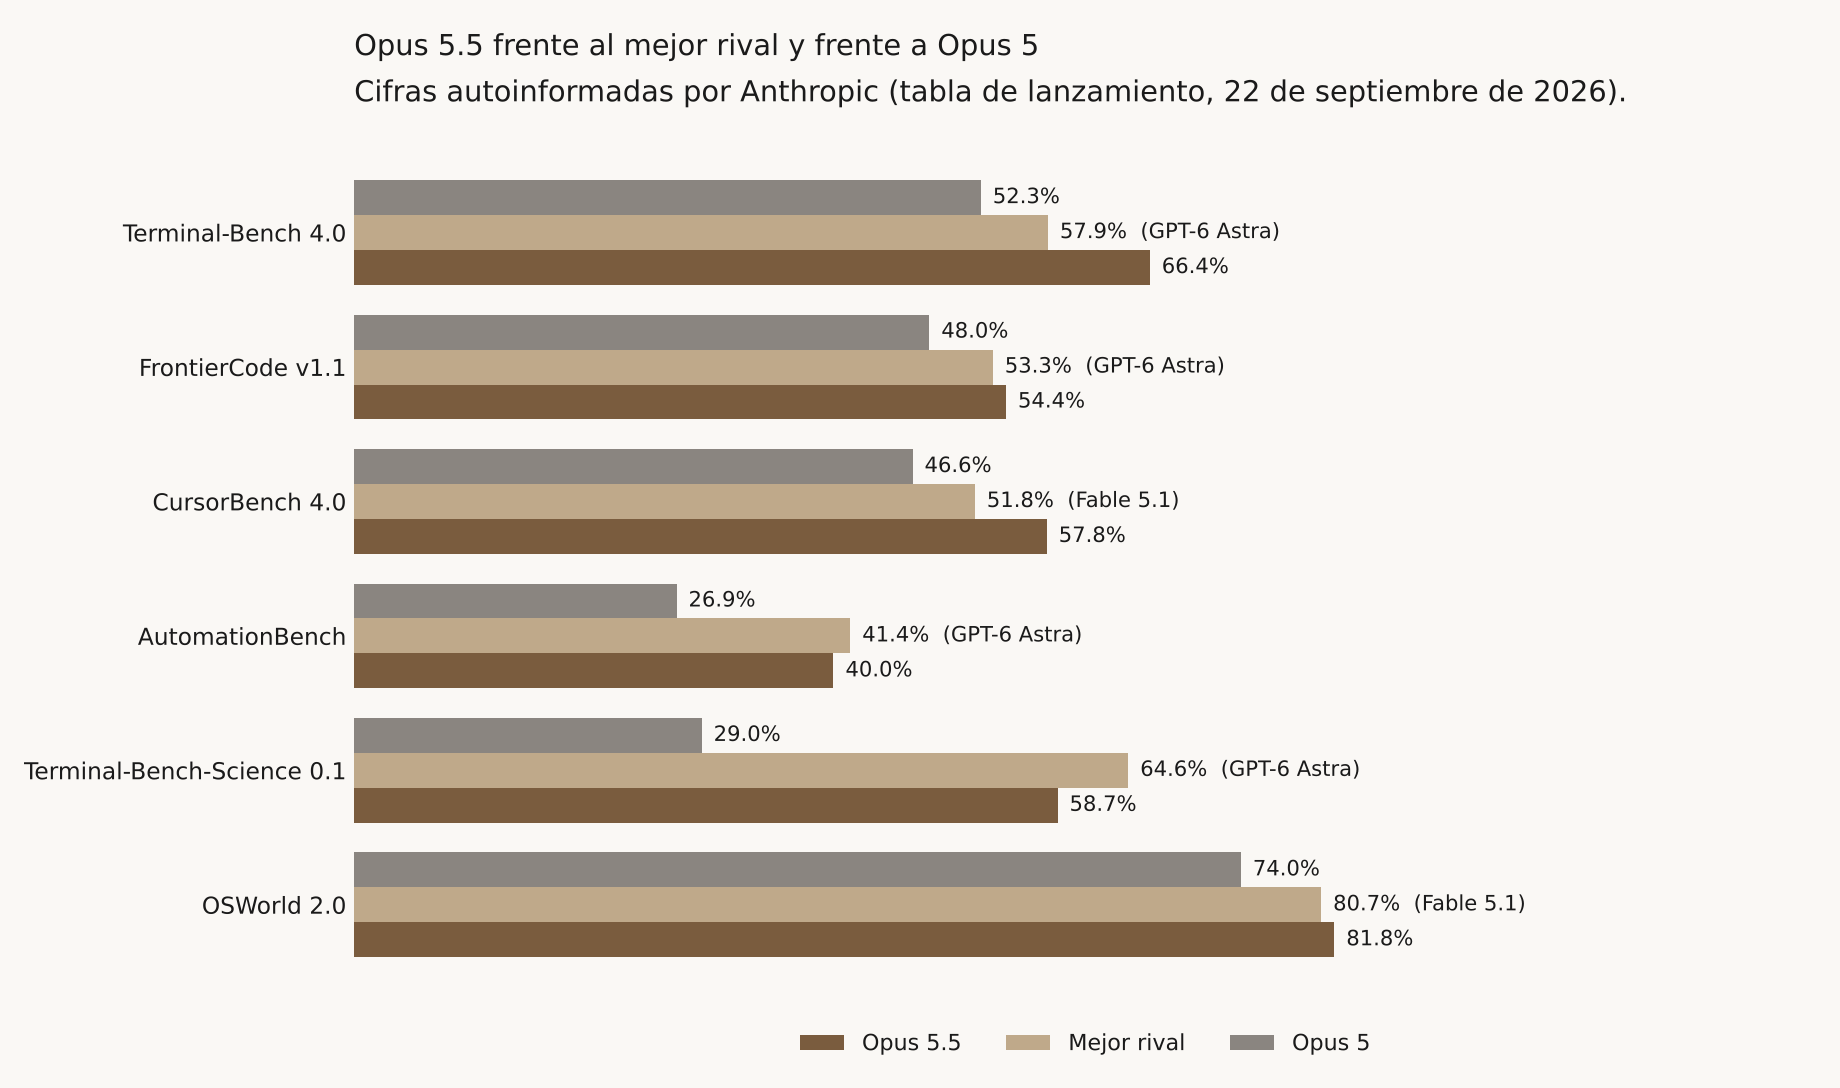 Opus 5.5 frente al mejor rival y frente a Opus 5
Cifras autoinformadas por Anthropic (tabla de lanzamiento, 22 de septiembre de 2026).
52.3%
Terminal-Bench 4.0
57.9% (GPT-6 Astra)
66.4%
48.0%
FrontierCode v1.1
53.3% (GPT-6 Astra)
54.4%
46.6%
CursorBench 4.0
51.8% (Fable 5.1)
57.8%
26.9%
AutomationBench
41.4% (GPT-6 Astra)
40.0%
29.0%
Terminal-Bench-Science 0.1
64.6% (GPT-6 Astra)
58.7%
74.0%
OSWorld 2.0
80.7% (Fable 5.1)
81.8%
Opus 5.5
Mejor rival
Opus 5